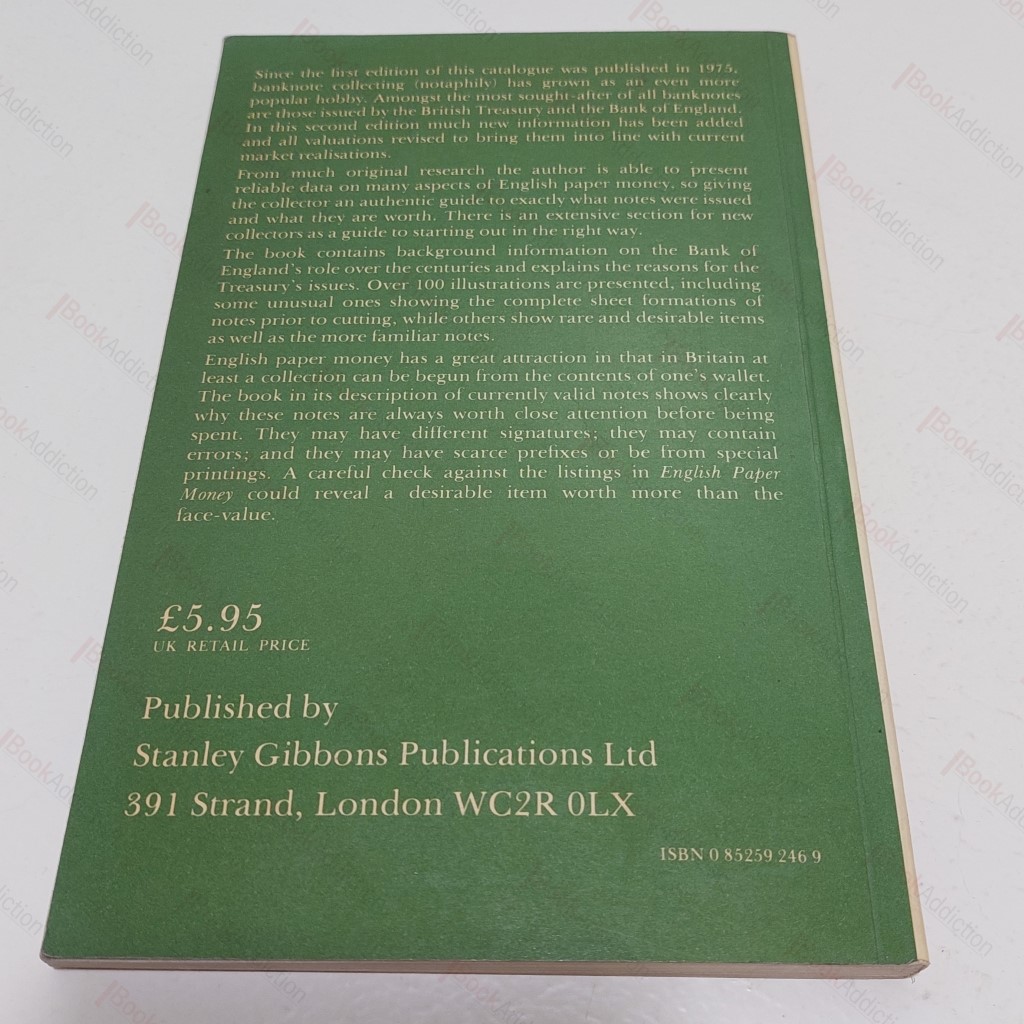 Since the first edition of this catalogue was published in 1975,
banknote collecting (notaphily) has grown as an even more
popular hobby. Amongst the most sought-after of all banknotes
are those issued by the British Treasury and the Bank of England.
In this second edition much new information has been added
and all valuations revised to bring them into line with current
market realisations.
From much original research the author is able to present
reliable data on many aspects of English paper money, so giving
the collector an authentic guide to exactly what notes were issued
and what they are worth. There is an extensive section for new
collectors as a guide to starting out in the right way.
The book contains background information on the Bank of
England's role over the centuries and explains the reasons for the
Treasury's issues. Over 100 illustrations are presented, including
some unusual ones showing the complete sheet formations of
notes prior to cutting, while others show rare and desirable items
as well as the more familiar notes.
English paper money has a great attraction in that in Britain at
least a collection can be begun from the contents of one's wallet.
The book in its description of currently valid notes shows clearly
why these notes are always worth close attention before being
spent. They may have different signatures; they may contain
errors; and they may have scarce prefixes or be from special
printings. A careful check against the listings in English Paper
Money could reveal a desirable item worth more than the
face-value.
£5.95
UK RETAIL PRICE
Published by
Stanley Gibbons Publications Ltd
391 Strand, London WC2R 0LX
ISBN 0 85259 246 9
BookAddiction